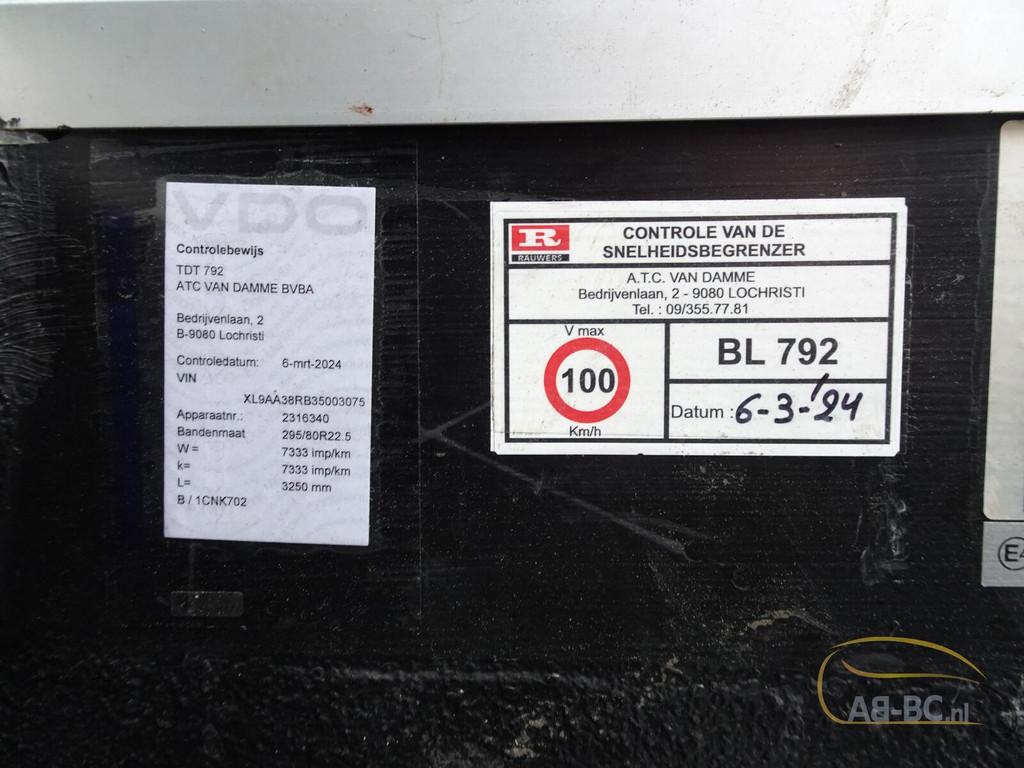 VDO
Controlebewijs
TDT 792
ATC VAN DAMME BVBA
Bedrijvenlaan, 2
B-9080 Lochristi
Controledatum: 6-mrt-2024
VIN
XL9AA38RB35003075
Apparaatnr.: 2316340
Bandenmaat 295/80R22.5
W = 7333 imp/km
k= 7333 imp/km
L= 3250 mm
B / 1CNK702
R
RAUWERS
CONTROLE VAN DE
SNELHEIDSBEGRENZER
A.T.C. VAN DAMME
Bedrijvenlaan, 2 - 9080 LOCHRISTI
Tel. : 09/355.77.81
V max
100
Km/h
BL 792
Datum : 6-3-'24
E4
AB-BC.nl